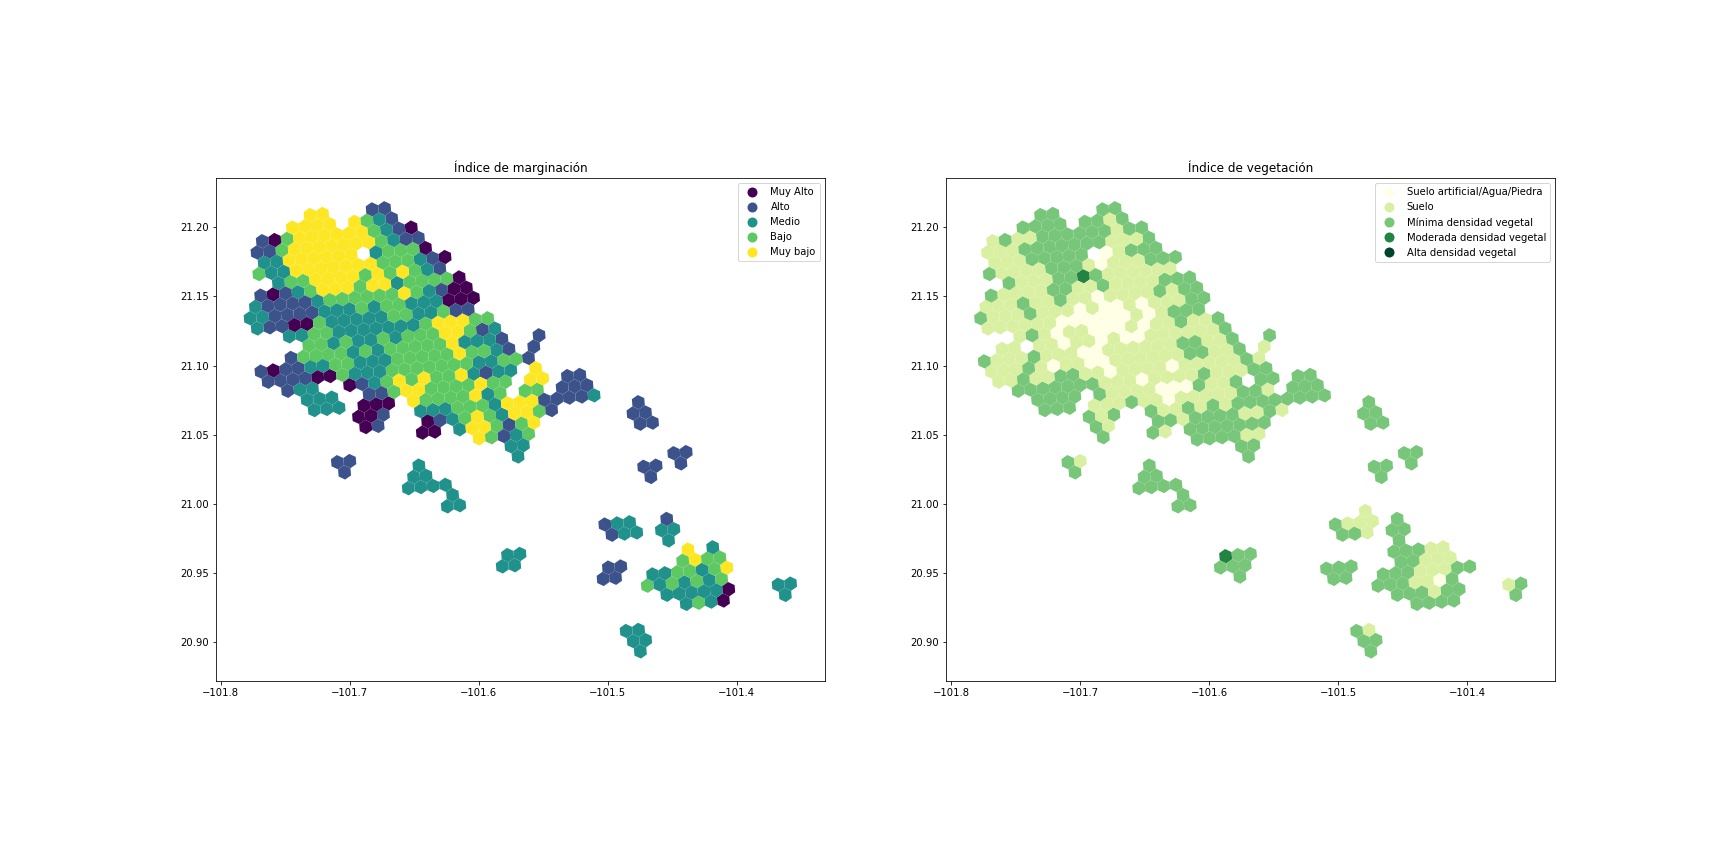 Índice de marginación
Muy Alto
Alto
Medio
Bajo
Muy bajo
21.20
21.15
21.10
21.05
21.00
20.95
20.90
−101.8
−101.7
−101.6
−101.5
−101.4
Índice de vegetación
Suelo artificial/Agua/Piedra
Suelo
Mínima densidad vegetal
Moderada densidad vegetal
Alta densidad vegetal
21.20
21.15
21.10
21.05
21.00
20.95
20.90
−101.8
−101.7
−101.6
−101.5
−101.4